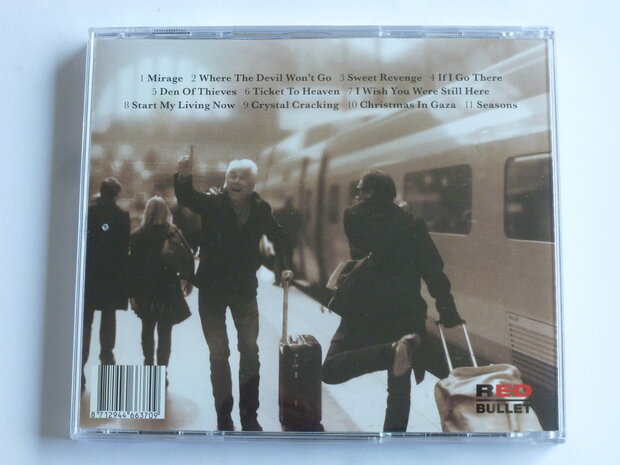 1 Mirage 2 Where The Devil Won't Go 3 Sweet Revenge 4 If I Go There
5 Den Of Thieves 6 Ticket To Heaven 7 I Wish You Were Still Here
8 Start My Living Now 9 Crystal Cracking 10 Christmas In Gaza 11 Seasons
8 712944 663709
RED
BULLET